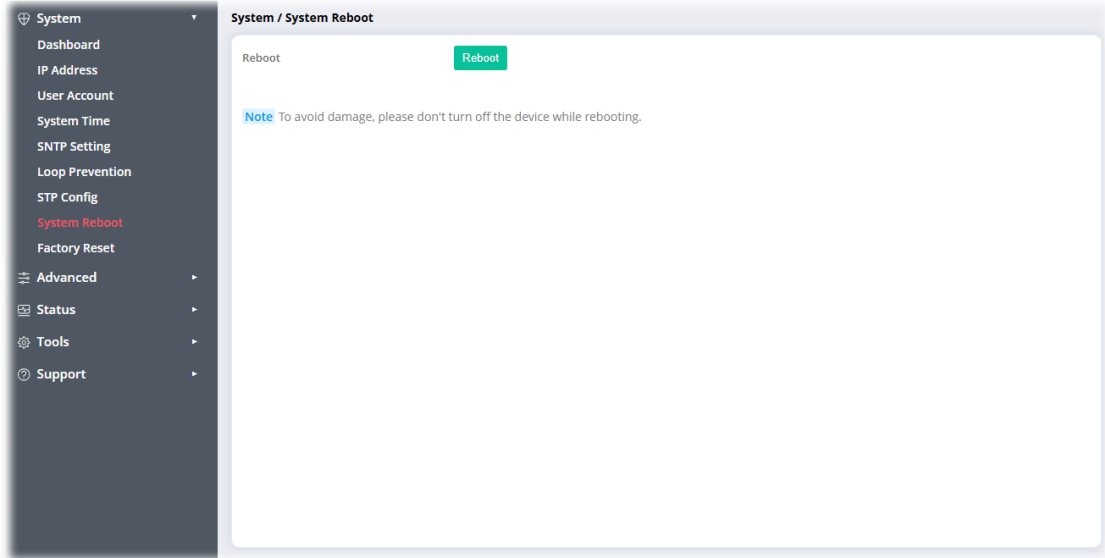 System
Dashboard
IP Address
User Account
System Time
SNTP Setting
Loop Prevention
STP Config
System Reboot
Factory Reset
Advanced
Status
Tools
Support
System / System Reboot
Reboot Reboot
Note To avoid damage, please don't turn off the device while rebooting.